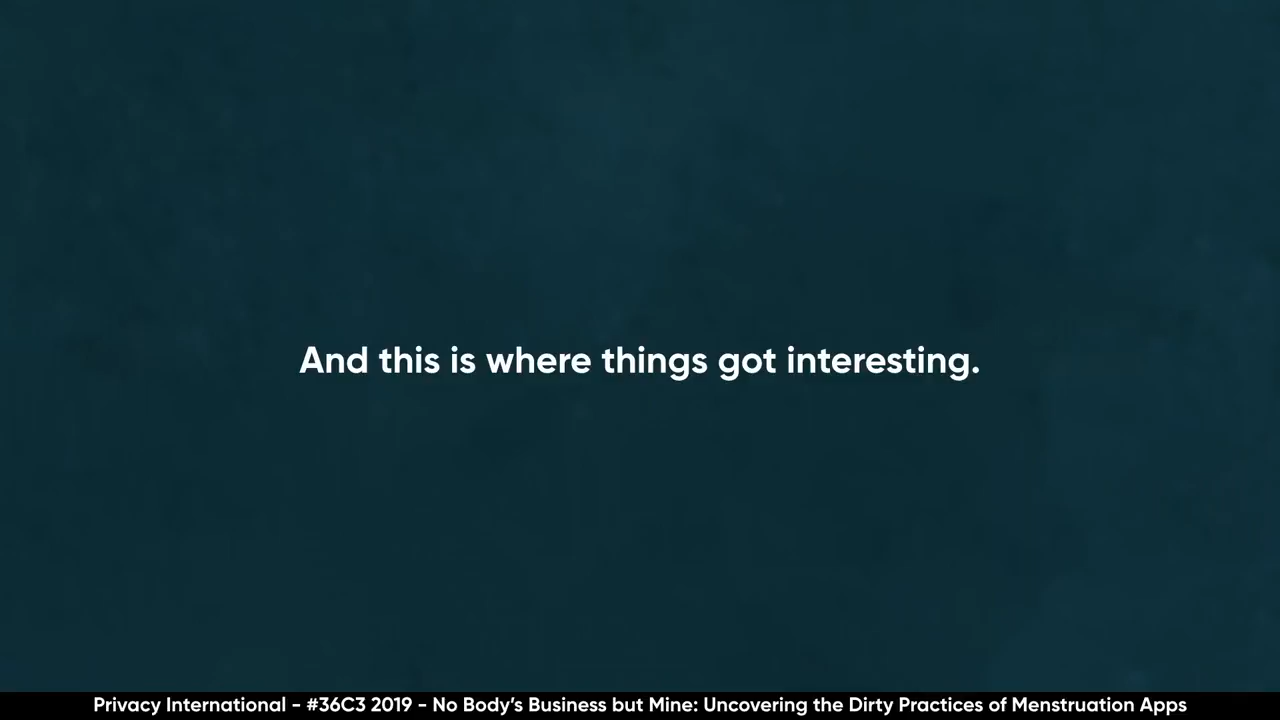 And this is where things got interesting.
Privacy International - #36C3 2019 - No Body’s Business but Mine: Uncovering the Dirty Practices of Menstruation Apps